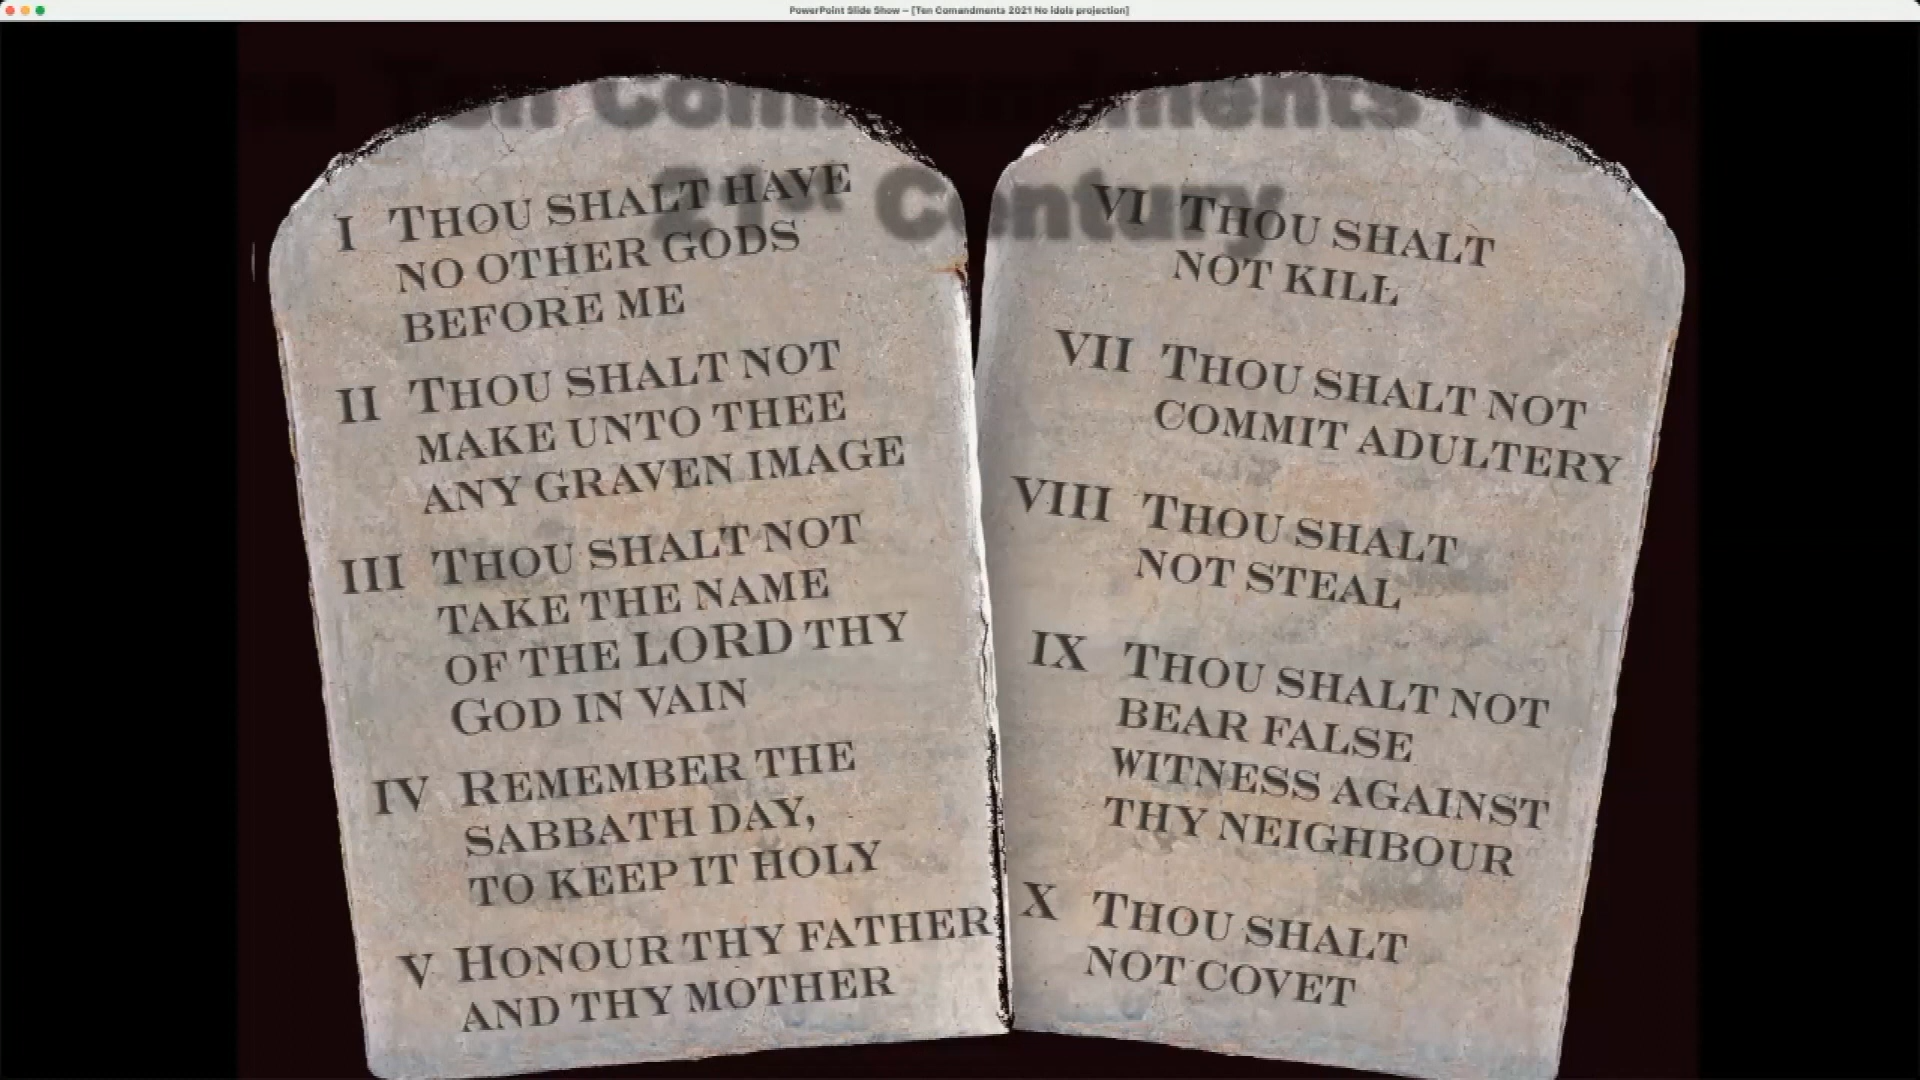 PowerPoint Slide Show – [Ten Comandments 2021 No idols projection]
Ten Commandments
21st Century
I THOU SHALT HAVE
NO OTHER GODS
BEFORE ME
II THOU SHALT NOT
MAKE UNTO THEE
ANY GRAVEN IMAGE
III THOU SHALT NOT
TAKE THE NAME
OF THE LORD THY
GOD IN VAIN
IV REMEMBER THE
SABBATH DAY,
TO KEEP IT HOLY
V HONOUR THY FATHER
AND THY MOTHER
VI THOU SHALT
NOT KILL
VII THOU SHALT NOT
COMMIT ADULTERY
VIII THOU SHALT
NOT STEAL
IX THOU SHALT NOT
BEAR FALSE
WITNESS AGAINST
THY NEIGHBOUR
X THOU SHALT
NOT COVET